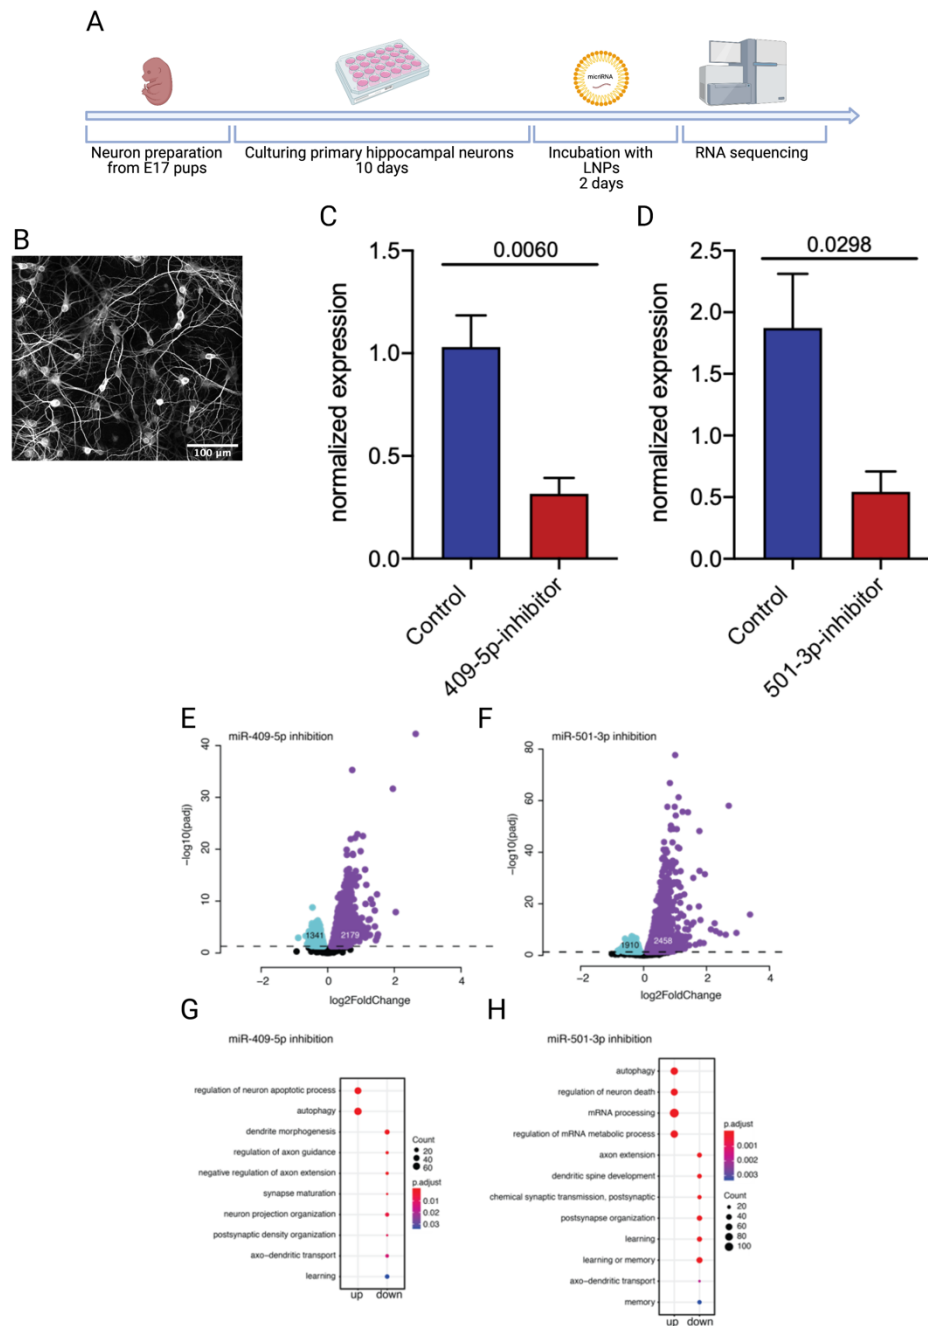 A
micriRNA
Neuron preparation
from E17 pups
Culturing primary hippocampal neurons
10 days
Incubation with
LNPs
2 days
RNA sequencing
B
100 µm
C
0.0060
normalized expression
1.5
1.0
0.5
0.0
Control
409-5p-inhibitor
D
0.0298
normalized expression
2.5
2.0
1.5
1.0
0.5
0.0
Control
501-3p-inhibitor
E
miR-409-5p inhibition
−log10(padj)
40
30
20
10
0
1341
2179
−2
0
2
4
log2FoldChange
F
miR-501-3p inhibition
−log10(padj)
80
60
40
20
0
1910
2458
−2
0
2
4
log2FoldChange
G
miR-409-5p inhibition
regulation of neuron apoptotic process
autophagy
dendrite morphogenesis
regulation of axon guidance
negative regulation of axon extension
synapse maturation
neuron projection organization
postsynaptic density organization
axo−dendritic transport
learning
up
down
Count
20
40
60
p.adjust
0.01
0.02
0.03
H
miR-501-3p inhibition
autophagy
regulation of neuron death
mRNA processing
regulation of mRNA metabolic process
axon extension
dendritic spine development
chemical synaptic transmission, postsynaptic
postsynapse organization
learning
learning or memory
axo−dendritic transport
memory
up
down
p.adjust
0.001
0.002
0.003
Count
20
40
60
80
100